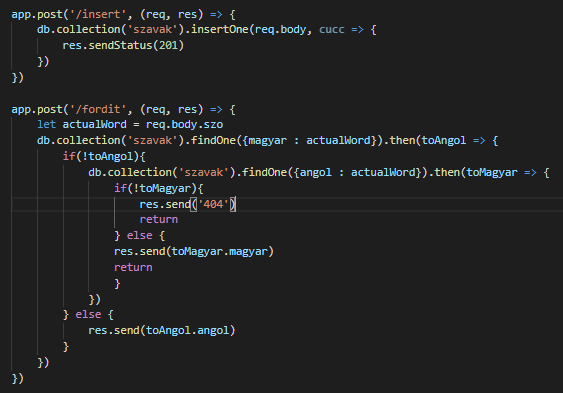 app.post('/insert', (req, res) => {
    db.collection('szavak').insertOne(req.body, cucc => {
        res.sendStatus(201)
    })
})

app.post('/fordit', (req, res) => {
    let actualWord = req.body.szo
    db.collection('szavak').findOne({magyar : actualWord}).then(toAngol => {
        if(!toAngol){
            db.collection('szavak').findOne({angol : actualWord}).then(toMagyar => {
                if(!toMagyar){
                    res.send('404')
                    return
                } else {
                res.send(toMagyar.magyar)
                return
                }
            })
        } else {
            res.send(toAngol.angol)
        }
    })
})